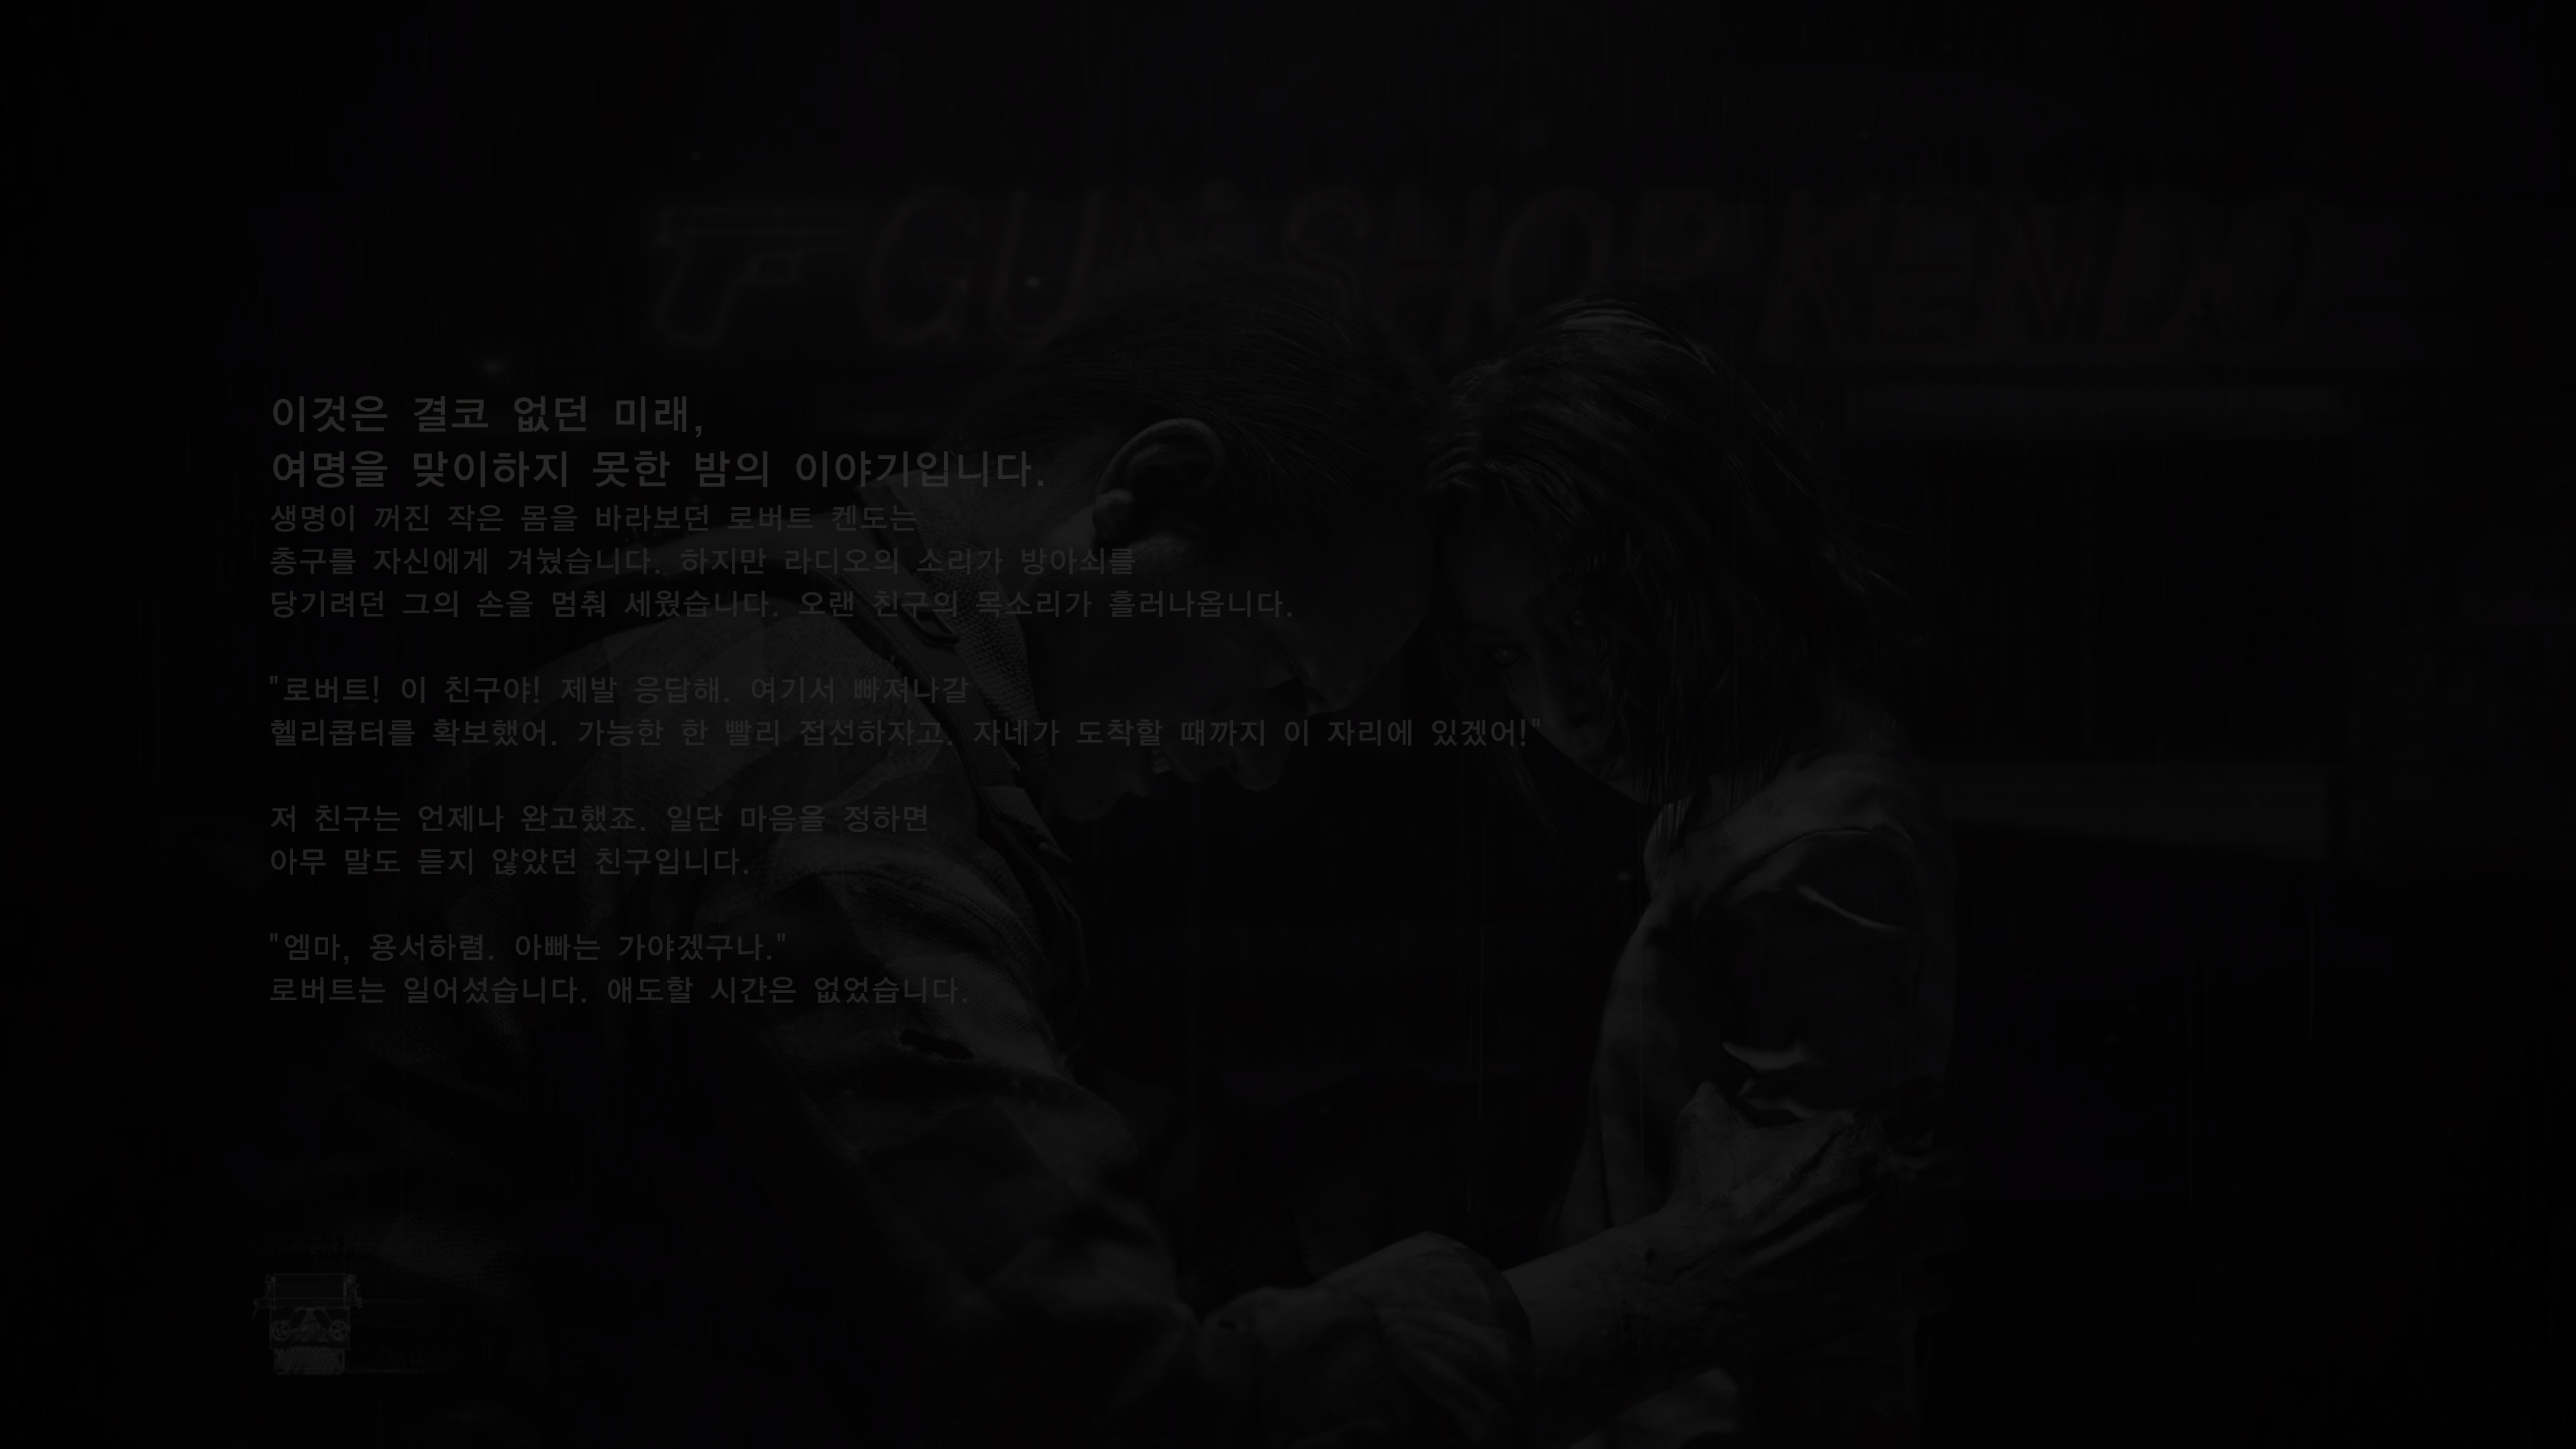 GUN SHOP KENDO
이것은 결코 없던 미래,
여명을 맞이하지 못한 밤의 이야기입니다.
생명이 꺼진 작은 몸을 바라보던 로버트 켄도는
총구를 자신에게 겨눴습니다. 하지만 라디오의 소리가 방아쇠를
당기려던 그의 손을 멈춰 세웠습니다. 오랜 친구의 목소리가 흘러나옵니다.
"로버트! 이 친구야! 제발 응답해. 여기서 빠져나갈
헬리콥터를 확보했어. 가능한 한 빨리 접선하자고. 자네가 도착할 때까지 이 자리에 있겠어!"
저 친구는 언제나 완고했죠. 일단 마음을 정하면
아무 말도 듣지 않았던 친구입니다.
"엠마, 용서하렴. 아빠는 가야겠구나."
로버트는 일어섰습니다. 애도할 시간은 없었습니다.